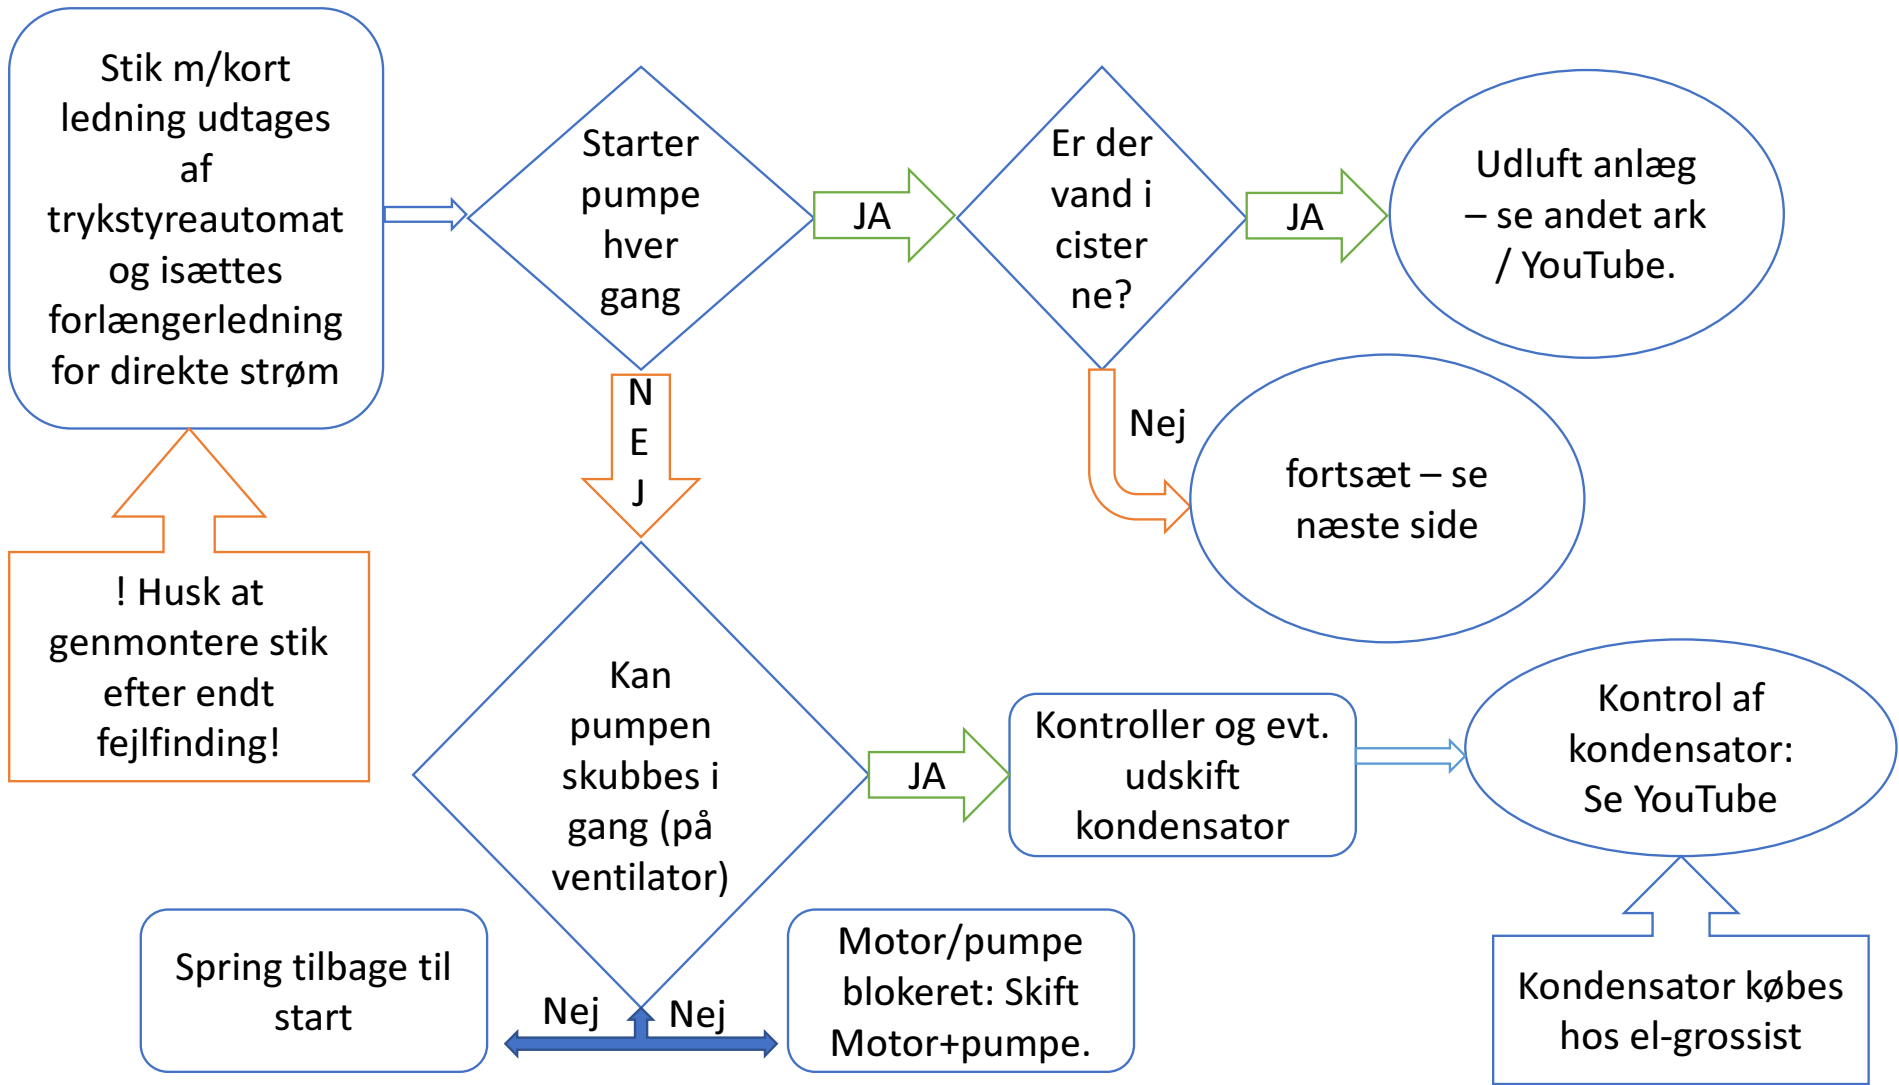 Stik m/kort
ledning udtages
af
trykstyreautomat
og isættes
forlængerledning
for direkte strøm
Starter
pumpe
hver
gang
JA
Er der
vand i
cister
ne?
JA
Udluft anlæg
– se andet ark
/ YouTube.
N
E
J
Nej
fortsæt – se
næste side
! Husk at
genmontere stik
efter endt
fejlfinding!
Kan
pumpen
skubbes i
gang (på
ventilator)
JA
Kontroller og evt.
udskift
kondensator
Kontrol af
kondensator:
Se YouTube
Spring tilbage til
start
Nej
Nej
Motor/pumpe
blokeret: Skift
Motor+pumpe.
Kondensator købes
hos el-grossist